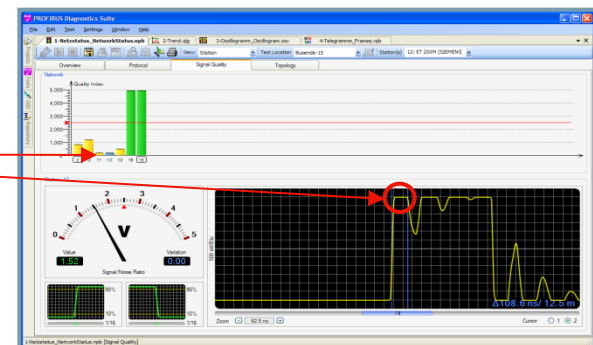 PROFIBUS Diagnostics Suite
File Edit Test Settings Window Help
1-Netzstatus_NetworkStatus.npb 2-Trend.qlg 3-Oszillogramm_Oscillogram.osc 4-Telegramme_Frames.npb
View: Station Test Location Busende-15 Station(s) 12: ET 200M (SIEMENS)
Overview Protocol Signal Quality Topology
Network
Quality Index
5.000
4.000
3.000
2.000
1.000
2 10 11 12 15 18 19
0 1 2 3 4 5
V
Value
1.52
Variation
0.00
Signal/Noise Ratio
90%
10%
1/16
90%
10%
1/16
500 mV/Div
Δ108.6 ns/ 12.5 m
Zoom - 62.5 ns + Cursor 1 2
1-Netzstatus_NetworkStatus.npb [Signal Quality]